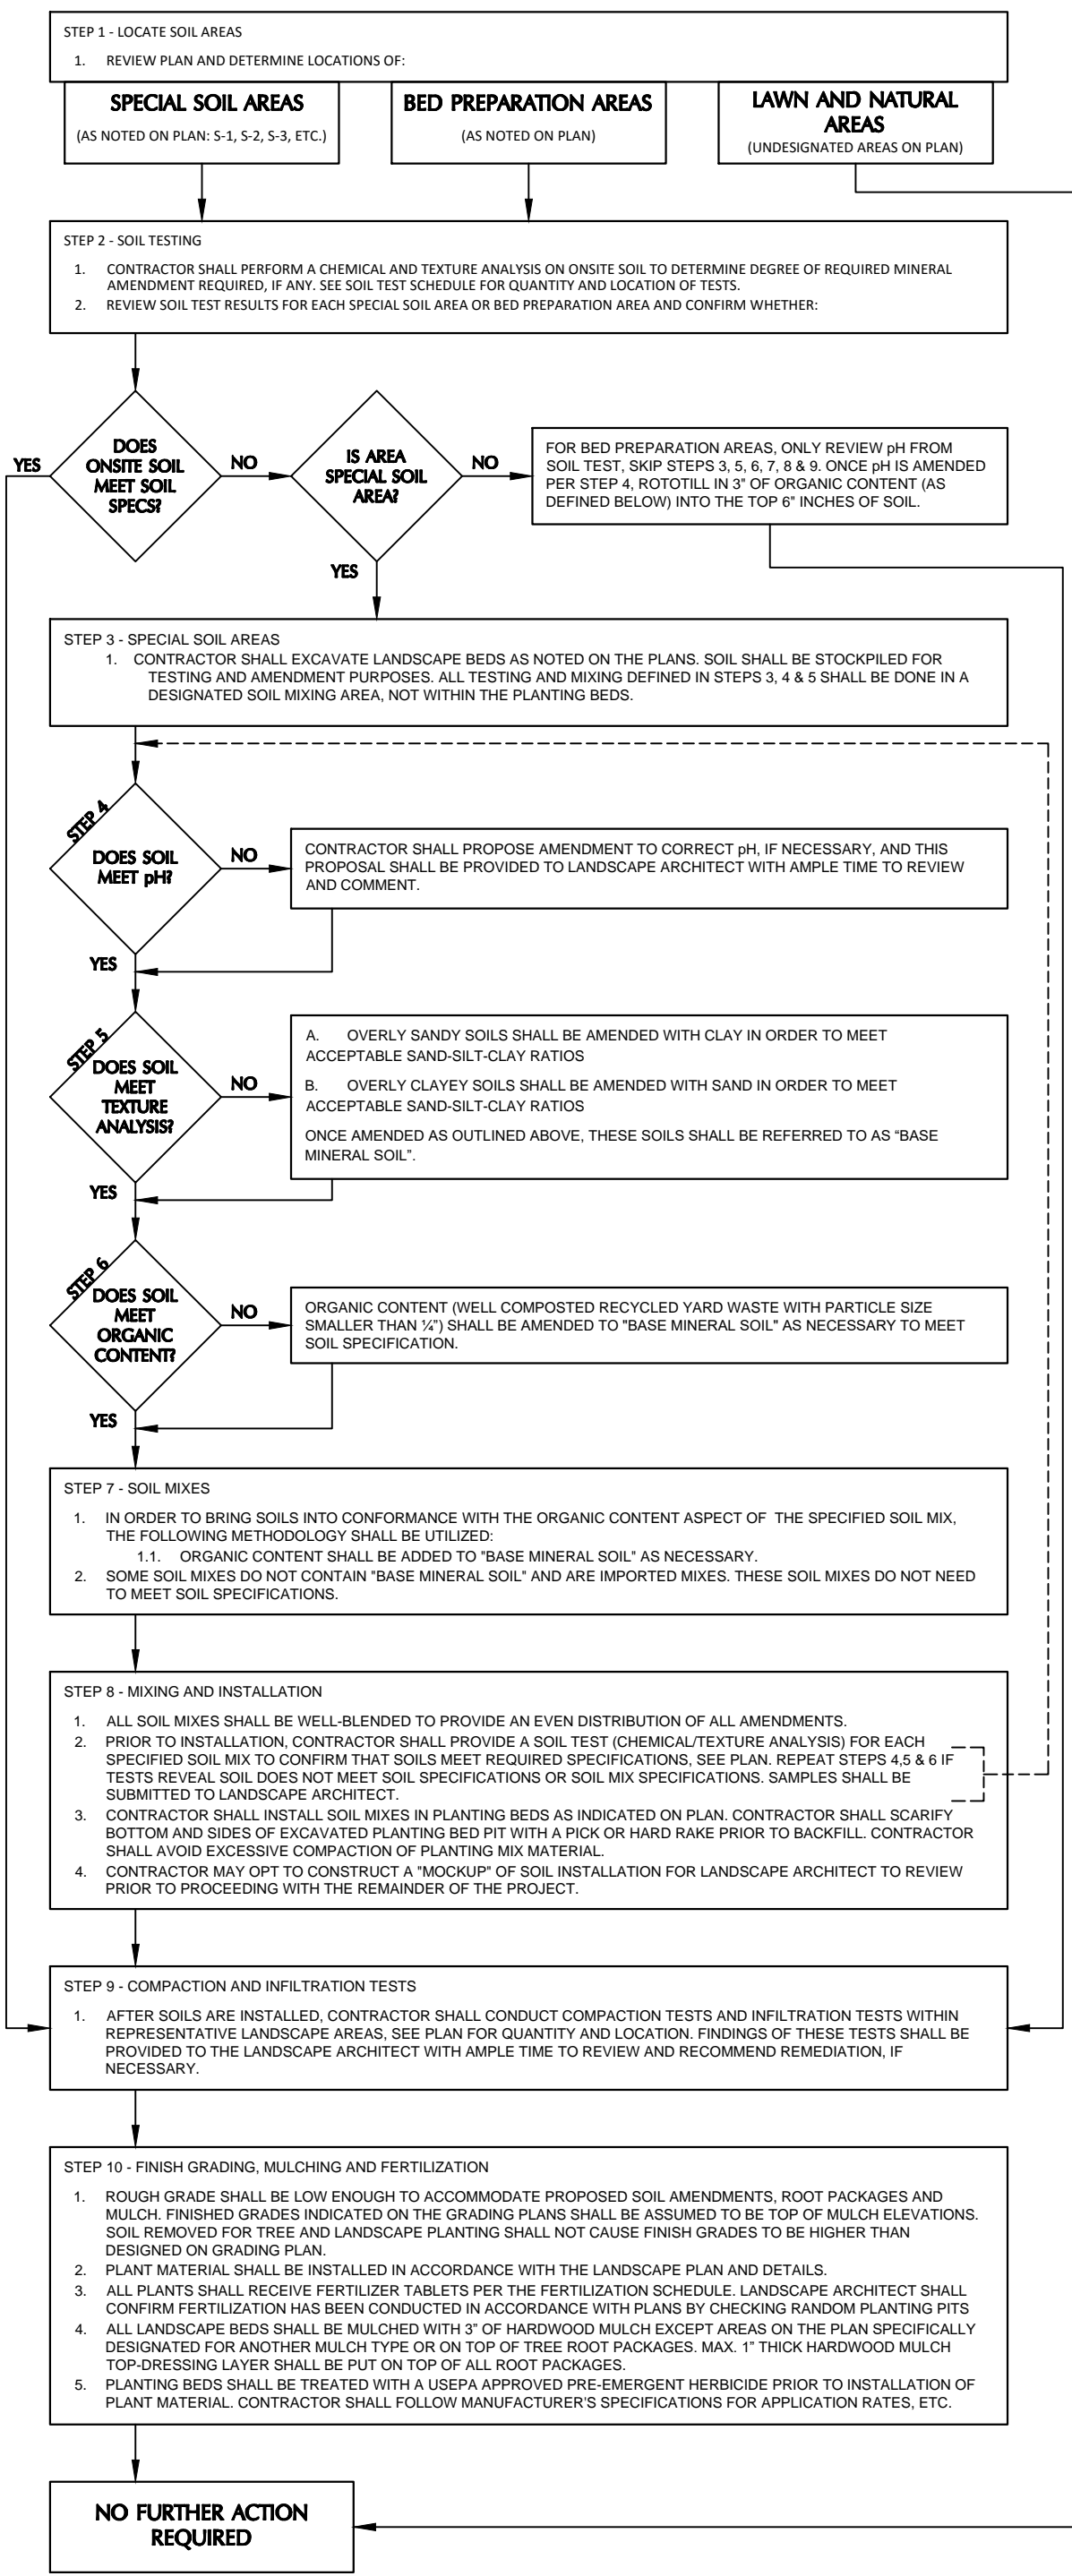 STEP 1 - LOCATE SOIL AREAS
1. REVIEW PLAN AND DETERMINE LOCATIONS OF:
SPECIAL SOIL AREAS
(AS NOTED ON PLAN: S-1, S-2, S-3, ETC.)
BED PREPARATION AREAS
(AS NOTED ON PLAN)
LAWN AND NATURAL
AREAS
(UNDESIGNATED AREAS ON PLAN)
STEP 2 - SOIL TESTING
1. CONTRACTOR SHALL PERFORM A CHEMICAL AND TEXTURE ANALYSIS ON ONSITE SOIL TO DETERMINE DEGREE OF REQUIRED MINERAL
AMENDMENT REQUIRED, IF ANY. SEE SOIL TEST SCHEDULE FOR QUANTITY AND LOCATION OF TESTS.
2. REVIEW SOIL TEST RESULTS FOR EACH SPECIAL SOIL AREA OR BED PREPARATION AREA AND CONFIRM WHETHER:
YES
DOES
ONSITE SOIL
MEET SOIL
SPECS?
NO
IS AREA
SPECIAL SOIL
AREA?
NO
YES
FOR BED PREPARATION AREAS, ONLY REVIEW pH FROM
SOIL TEST, SKIP STEPS 3, 5, 6, 7, 8 & 9. ONCE pH IS AMENDED
PER STEP 4, ROTOTILL IN 3" OF ORGANIC CONTENT (AS
DEFINED BELOW) INTO THE TOP 6" INCHES OF SOIL.
STEP 3 - SPECIAL SOIL AREAS
1. CONTRACTOR SHALL EXCAVATE LANDSCAPE BEDS AS NOTED ON THE PLANS. SOIL SHALL BE STOCKPILED FOR
TESTING AND AMENDMENT PURPOSES. ALL TESTING AND MIXING DEFINED IN STEPS 3, 4 & 5 SHALL BE DONE IN A
DESIGNATED SOIL MIXING AREA, NOT WITHIN THE PLANTING BEDS.
STEP 4
DOES SOIL
MEET pH?
NO
YES
CONTRACTOR SHALL PROPOSE AMENDMENT TO CORRECT pH, IF NECESSARY, AND THIS
PROPOSAL SHALL BE PROVIDED TO LANDSCAPE ARCHITECT WITH AMPLE TIME TO REVIEW
AND COMMENT.
STEP 5
DOES SOIL
MEET
TEXTURE
ANALYSIS?
NO
YES
A. OVERLY SANDY SOILS SHALL BE AMENDED WITH CLAY IN ORDER TO MEET
ACCEPTABLE SAND-SILT-CLAY RATIOS
B. OVERLY CLAYEY SOILS SHALL BE AMENDED WITH SAND IN ORDER TO MEET
ACCEPTABLE SAND-SILT-CLAY RATIOS
ONCE AMENDED AS OUTLINED ABOVE, THESE SOILS SHALL BE REFERRED TO AS “BASE
MINERAL SOIL”.
STEP 6
DOES SOIL
MEET
ORGANIC
CONTENT?
NO
YES
ORGANIC CONTENT (WELL COMPOSTED RECYCLED YARD WASTE WITH PARTICLE SIZE
SMALLER THAN ¼”) SHALL BE AMENDED TO "BASE MINERAL SOIL" AS NECESSARY TO MEET
SOIL SPECIFICATION.
STEP 7 - SOIL MIXES
1. IN ORDER TO BRING SOILS INTO CONFORMANCE WITH THE ORGANIC CONTENT ASPECT OF THE SPECIFIED SOIL MIX,
THE FOLLOWING METHODOLOGY SHALL BE UTILIZED:
1.1. ORGANIC CONTENT SHALL BE ADDED TO "BASE MINERAL SOIL" AS NECESSARY.
2. SOME SOIL MIXES DO NOT CONTAIN "BASE MINERAL SOIL" AND ARE IMPORTED MIXES. THESE SOIL MIXES DO NOT NEED
TO MEET SOIL SPECIFICATIONS.
STEP 8 - MIXING AND INSTALLATION
1. ALL SOIL MIXES SHALL BE WELL-BLENDED TO PROVIDE AN EVEN DISTRIBUTION OF ALL AMENDMENTS.
2. PRIOR TO INSTALLATION, CONTRACTOR SHALL PROVIDE A SOIL TEST (CHEMICAL/TEXTURE ANALYSIS) FOR EACH
SPECIFIED SOIL MIX TO CONFIRM THAT SOILS MEET REQUIRED SPECIFICATIONS, SEE PLAN. REPEAT STEPS 4,5 & 6 IF
TESTS REVEAL SOIL DOES NOT MEET SOIL SPECIFICATIONS OR SOIL MIX SPECIFICATIONS. SAMPLES SHALL BE
SUBMITTED TO LANDSCAPE ARCHITECT.
3. CONTRACTOR SHALL INSTALL SOIL MIXES IN PLANTING BEDS AS INDICATED ON PLAN. CONTRACTOR SHALL SCARIFY
BOTTOM AND SIDES OF EXCAVATED PLANTING BED PIT WITH A PICK OR HARD RAKE PRIOR TO BACKFILL. CONTRACTOR
SHALL AVOID EXCESSIVE COMPACTION OF PLANTING MIX MATERIAL.
4. CONTRACTOR MAY OPT TO CONSTRUCT A "MOCKUP" OF SOIL INSTALLATION FOR LANDSCAPE ARCHITECT TO REVIEW
PRIOR TO PROCEEDING WITH THE REMAINDER OF THE PROJECT.
STEP 9 - COMPACTION AND INFILTRATION TESTS
1. AFTER SOILS ARE INSTALLED, CONTRACTOR SHALL CONDUCT COMPACTION TESTS AND INFILTRATION TESTS WITHIN
REPRESENTATIVE LANDSCAPE AREAS, SEE PLAN FOR QUANTITY AND LOCATION. FINDINGS OF THESE TESTS SHALL BE
PROVIDED TO THE LANDSCAPE ARCHITECT WITH AMPLE TIME TO REVIEW AND RECOMMEND REMEDIATION, IF
NECESSARY.
STEP 10 - FINISH GRADING, MULCHING AND FERTILIZATION
1. ROUGH GRADE SHALL BE LOW ENOUGH TO ACCOMMODATE PROPOSED SOIL AMENDMENTS, ROOT PACKAGES AND
MULCH. FINISHED GRADES INDICATED ON THE GRADING PLANS SHALL BE ASSUMED TO BE TOP OF MULCH ELEVATIONS.
SOIL REMOVED FOR TREE AND LANDSCAPE PLANTING SHALL NOT CAUSE FINISH GRADES TO BE HIGHER THAN
DESIGNED ON GRADING PLAN.
2. PLANT MATERIAL SHALL BE INSTALLED IN ACCORDANCE WITH THE LANDSCAPE PLAN AND DETAILS.
3. ALL PLANTS SHALL RECEIVE FERTILIZER TABLETS PER THE FERTILIZATION SCHEDULE. LANDSCAPE ARCHITECT SHALL
CONFIRM FERTILIZATION HAS BEEN CONDUCTED IN ACCORDANCE WITH PLANS BY CHECKING RANDOM PLANTING PITS
4. ALL LANDSCAPE BEDS SHALL BE MULCHED WITH 3” OF HARDWOOD MULCH EXCEPT AREAS ON THE PLAN SPECIFICALLY
DESIGNATED FOR ANOTHER MULCH TYPE OR ON TOP OF TREE ROOT PACKAGES. MAX. 1” THICK HARDWOOD MULCH
TOP-DRESSING LAYER SHALL BE PUT ON TOP OF ALL ROOT PACKAGES.
5. PLANTING BEDS SHALL BE TREATED WITH A USEPA APPROVED PRE-EMERGENT HERBICIDE PRIOR TO INSTALLATION OF
PLANT MATERIAL. CONTRACTOR SHALL FOLLOW MANUFACTURER'S SPECIFICATIONS FOR APPLICATION RATES, ETC.
NO FURTHER ACTION
REQUIRED